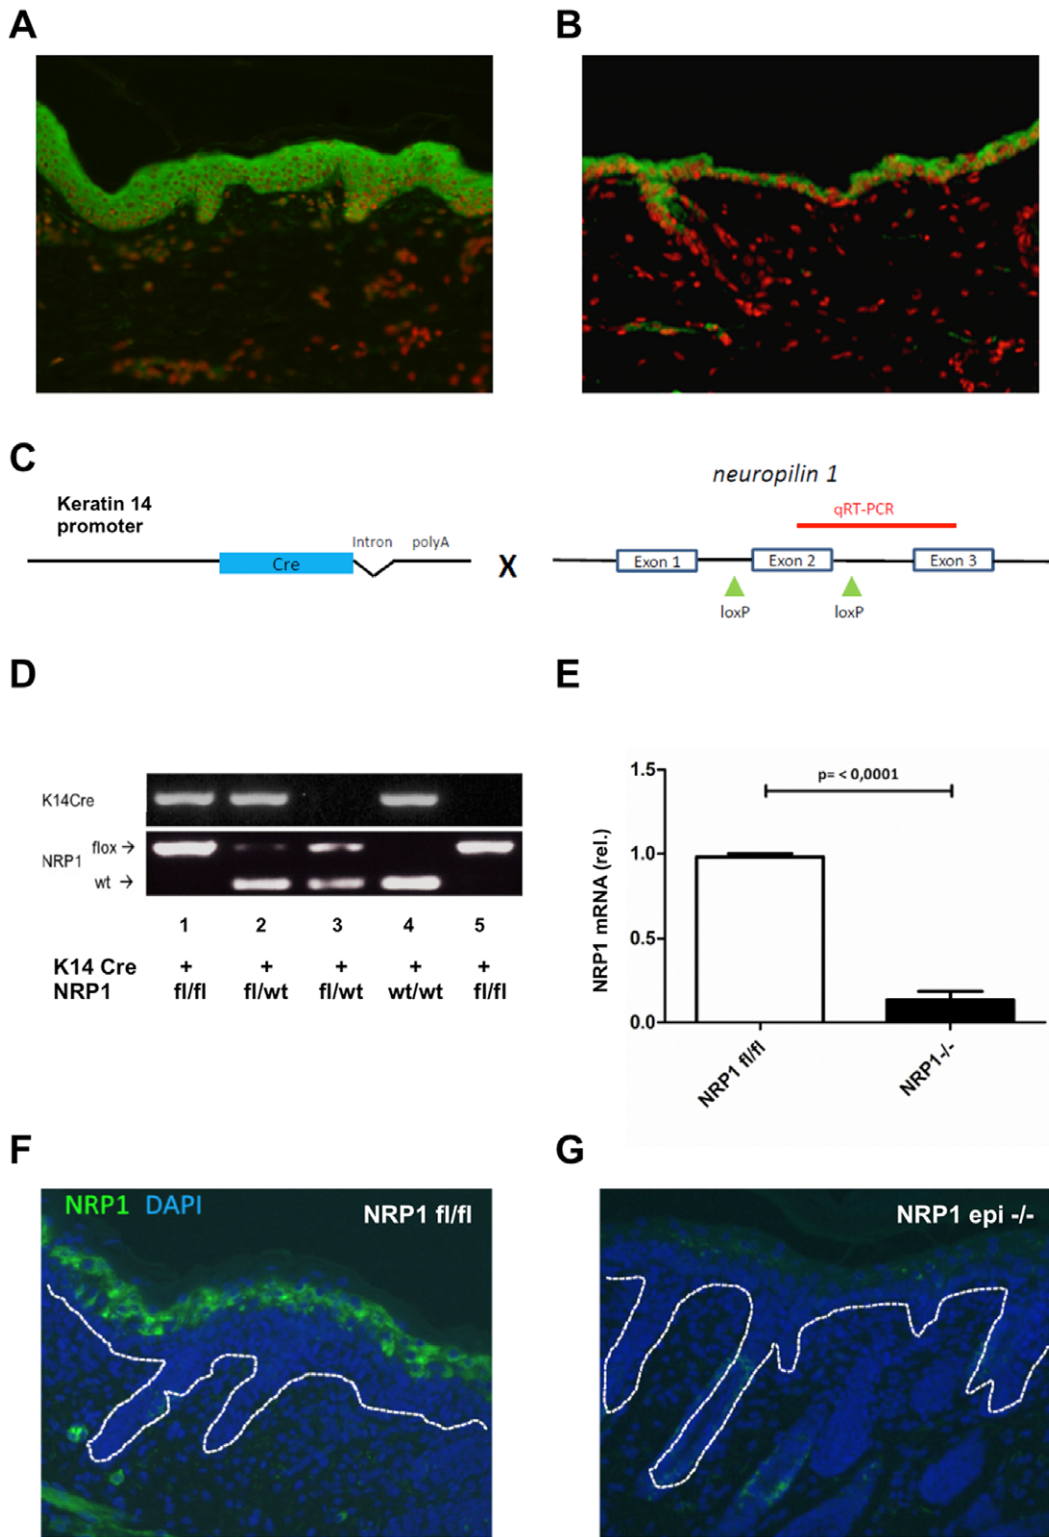 A
B
C
Keratin 14
promoter
Cre
Intron
polyA
X
neuropilin 1
qRT-PCR
Exon 1
Exon 2
Exon 3
loxP
loxP
D
K14Cre
flox →
NRP1
wt →
1 2 3 4 5
K14 Cre + + + + +
NRP1 fl/fl fl/wt fl/wt wt/wt fl/fl
E
1.5
1.0
0.5
0.0
NRP1 mRNA (rel.)
p= < 0,0001
NRP1 fl/fl
NRP1-/-
F
NRP1 DAPI
NRP1 fl/fl
G
NRP1 epi -/-